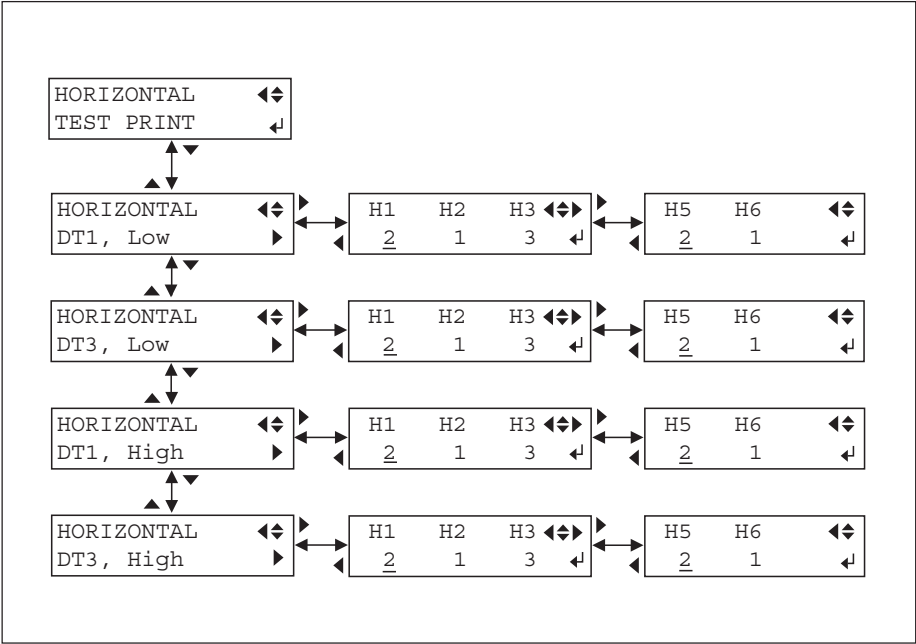 HORIZONTAL
TEST PRINT
HORIZONTAL
DT1, Low
H1 H2 H3
2 1 3
H5 H6
2 1
HORIZONTAL
DT3, Low
H1 H2 H3
2 1 3
H5 H6
2 1
HORIZONTAL
DT1, High
H1 H2 H3
2 1 3
H5 H6
2 1
HORIZONTAL
DT3, High
H1 H2 H3
2 1 3
H5 H6
2 1